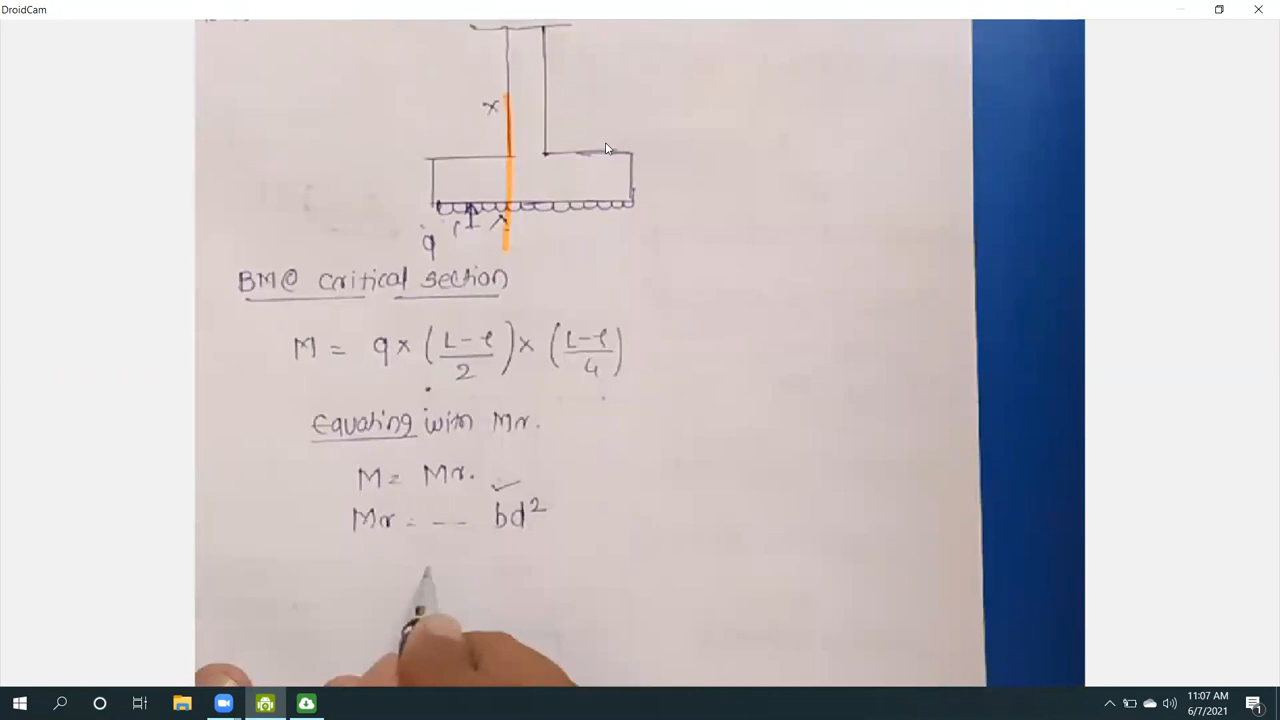 DroidCam
x
q
BM@ critical section
M = q × (L-l/2) × (L-l/4)
Equating with Mr.
M = Mr. ✓
Mr = -- bd²
11:07 AM
6/7/2021